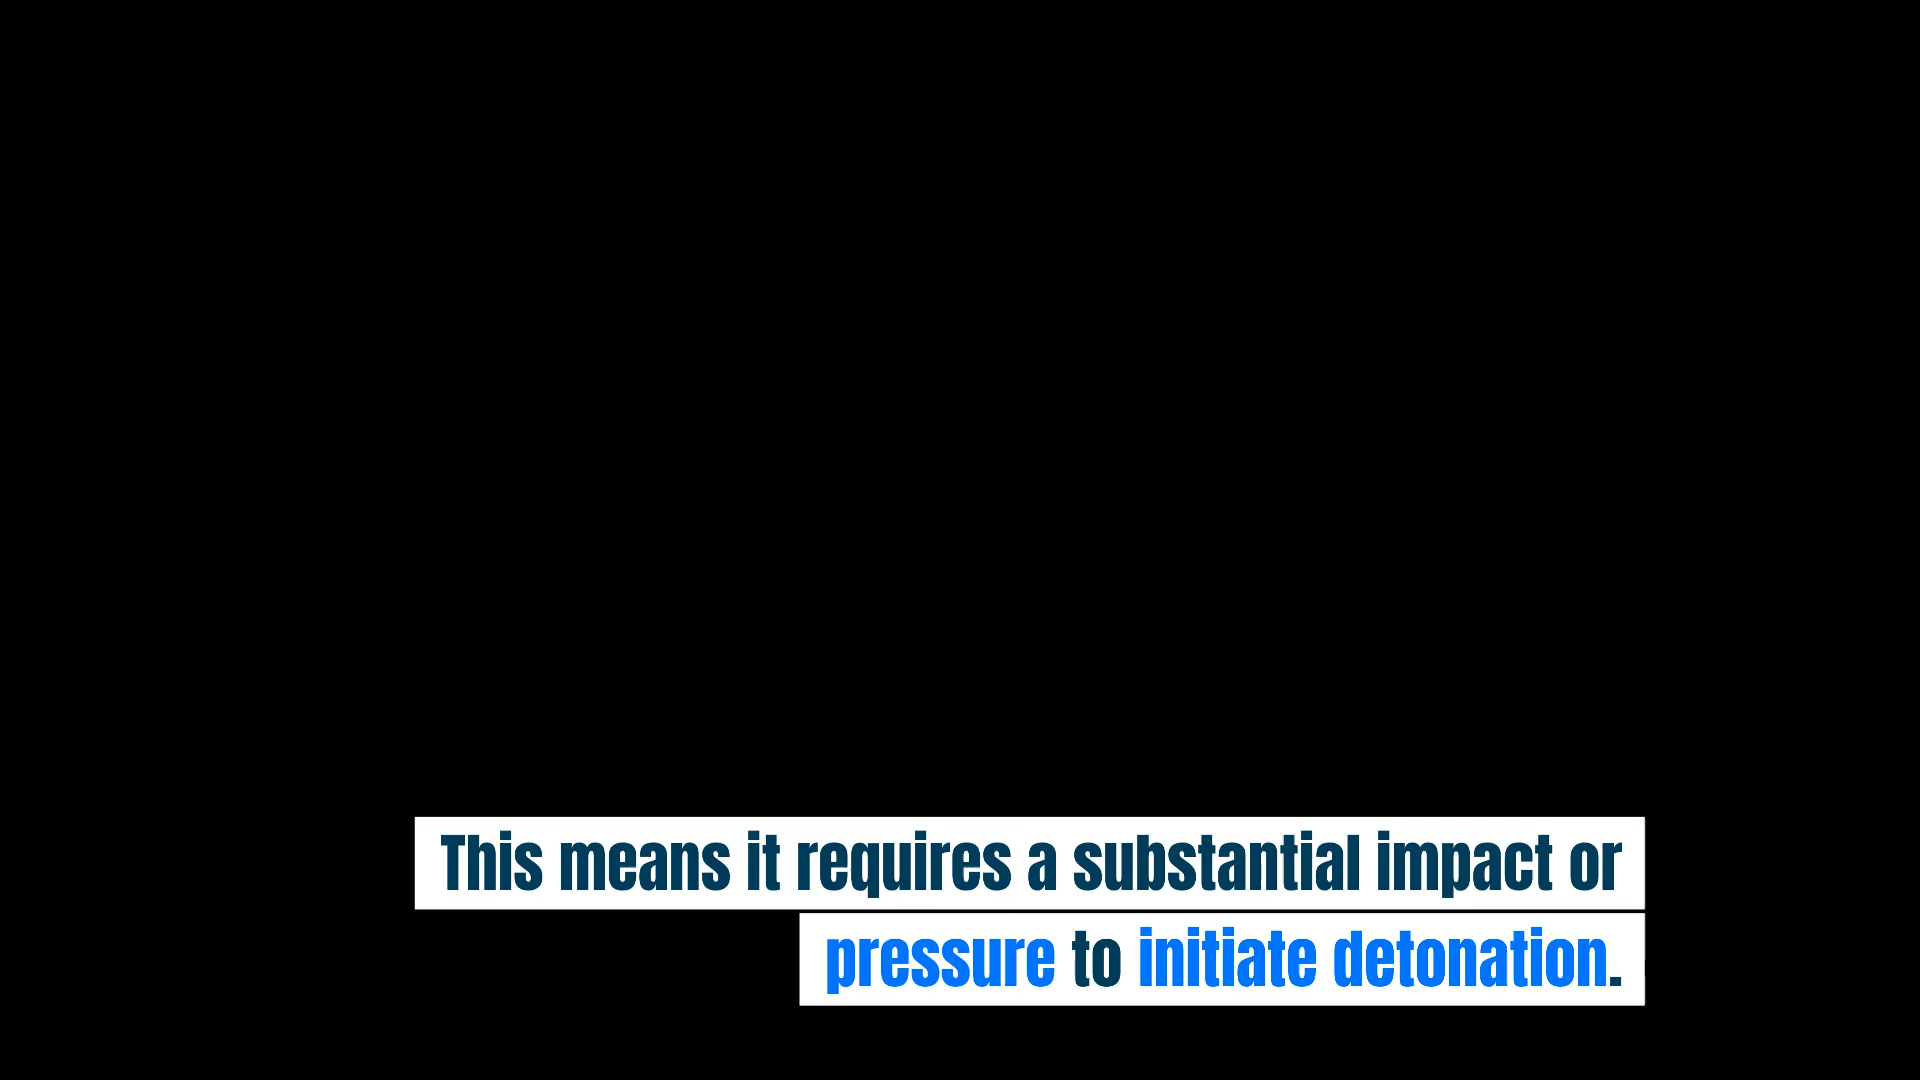 This means it requires a substantial impact or
pressure to initiate detonation.